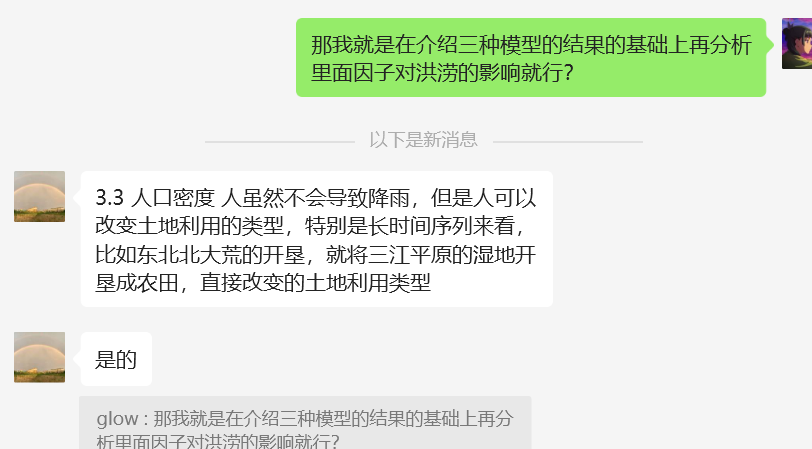 那我就是在介绍三种模型的结果的基础上再分析
里面因子对洪涝的影响就行?
以下是新消息
3.3 人口密度 人虽然不会导致降雨，但是人可以
改变土地利用的类型，特别是长时间序列来看，
比如东北北大荒的开垦，就将三江平原的湿地开
垦成农田，直接改变的土地利用类型
是的
glow : 那我就是在介绍三种模型的结果的基础上再分
析里面因子对洪涝的影响就行?